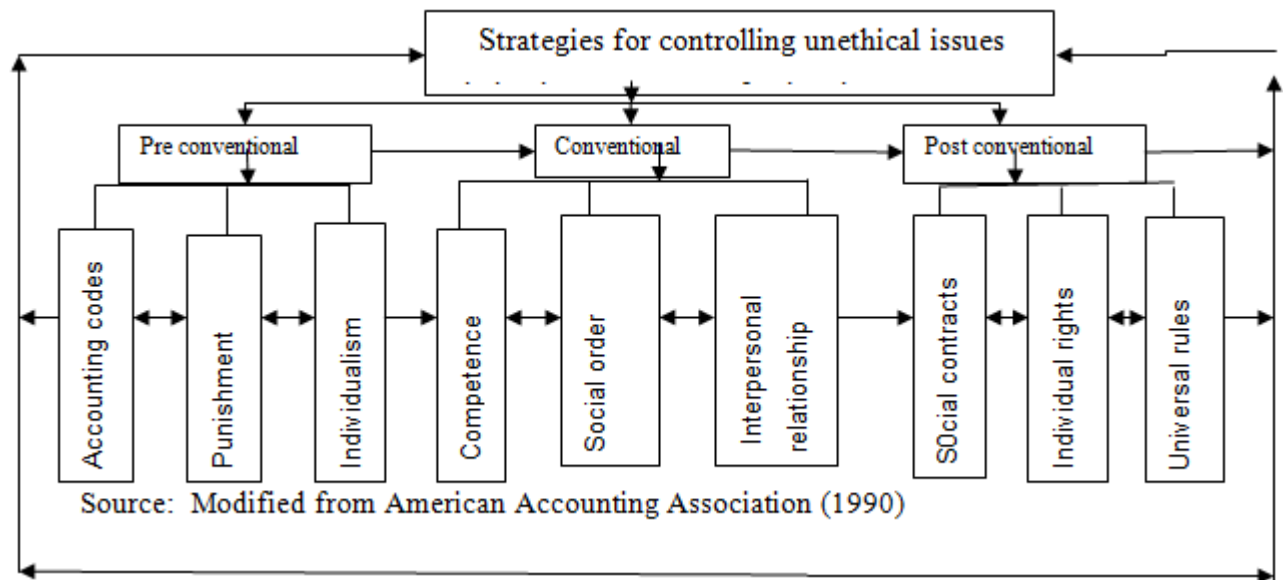 Strategies for controlling unethical issues
Pre conventional
Conventional
Post conventional
Accounting codes
Punishment
Individualism
Competence
Social order
Interpersonal
relationship
S0cial contracts
Individual rights
Universal rules
Source: Modified from American Accounting Association (1990)